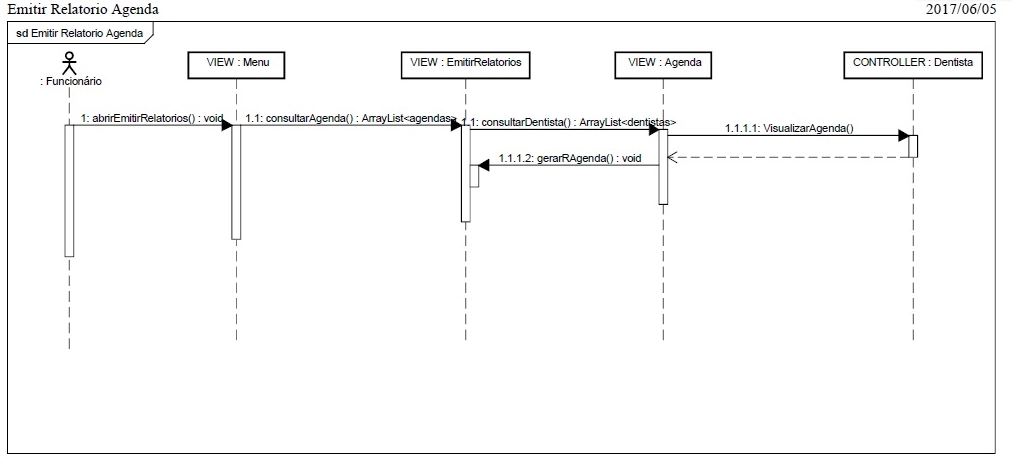 Emitir Relatorio Agenda
2017/06/05
sd Emitir Relatorio Agenda
: Funcionário
VIEW : Menu
VIEW : EmitirRelatorios
VIEW : Agenda
CONTROLLER : Dentista
1: abrirEmitirRelatorios() : void
1.1: consultarAgenda() : ArrayList<agendas>
1.1: consultarDentista() : ArrayList<dentistas>
1.1.1.1: VisualizarAgenda()
1.1.1.2: gerarRAgenda() : void